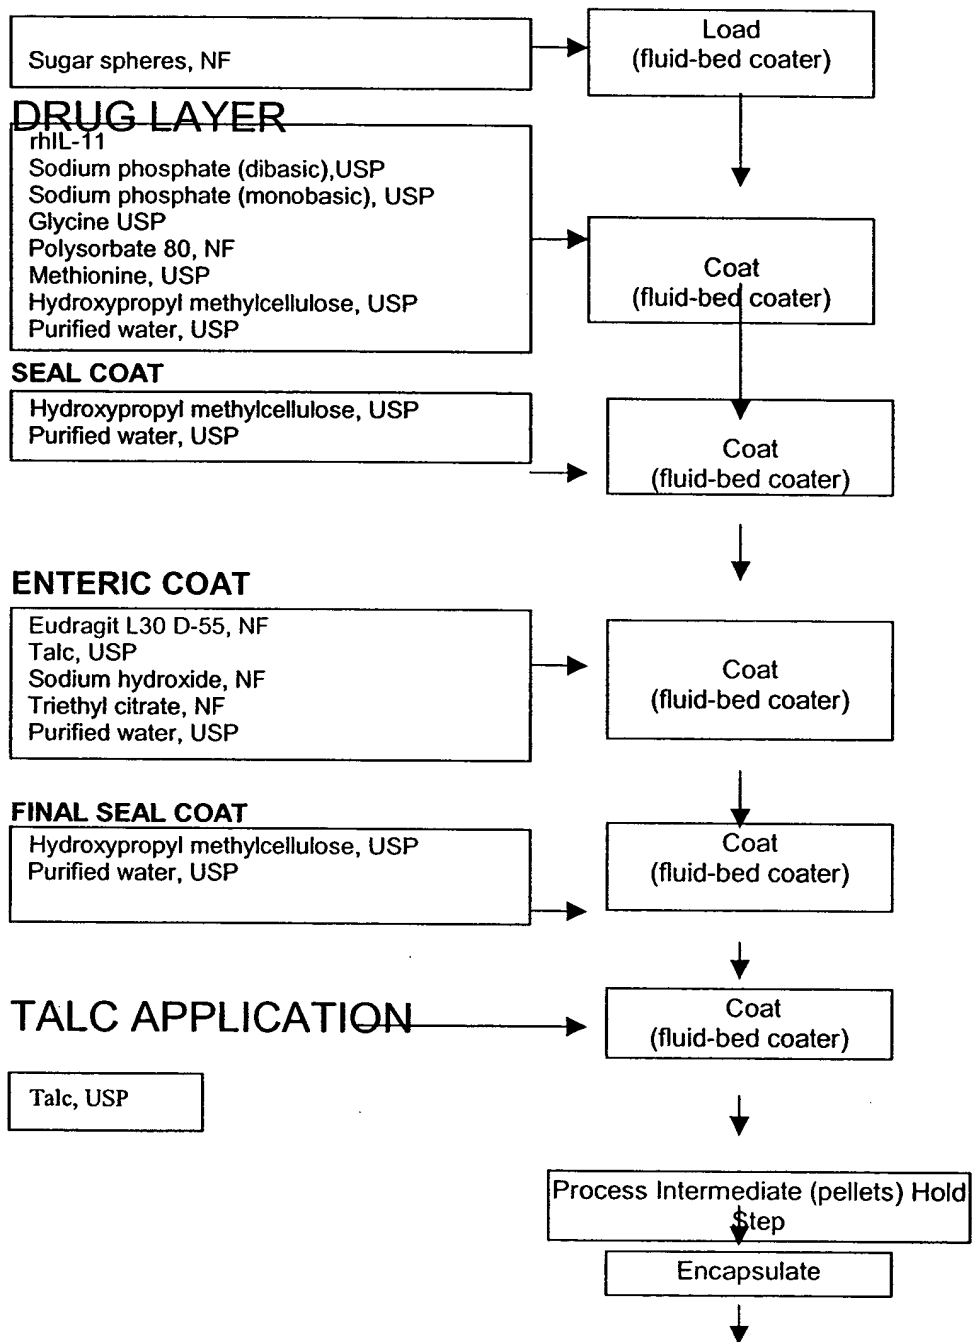 Sugar spheres, NF
Load
(fluid-bed coater)
DRUG LAYER
rhIL-11
Sodium phosphate (dibasic),USP
Sodium phosphate (monobasic), USP
Glycine USP
Polysorbate 80, NF
Methionine, USP
Hydroxypropyl methylcellulose, USP
Purified water, USP
Coat
(fluid-bed coater)
SEAL COAT
Hydroxypropyl methylcellulose, USP
Purified water, USP
Coat
(fluid-bed coater)
ENTERIC COAT
Eudragit L30 D-55, NF
Talc, USP
Sodium hydroxide, NF
Triethyl citrate, NF
Purified water, USP
Coat
(fluid-bed coater)
FINAL SEAL COAT
Hydroxypropyl methylcellulose, USP
Purified water, USP
Coat
(fluid-bed coater)
TALC APPLICATION
Coat
(fluid-bed coater)
Talc, USP
Process Intermediate (pellets) Hold
Step
Encapsulate